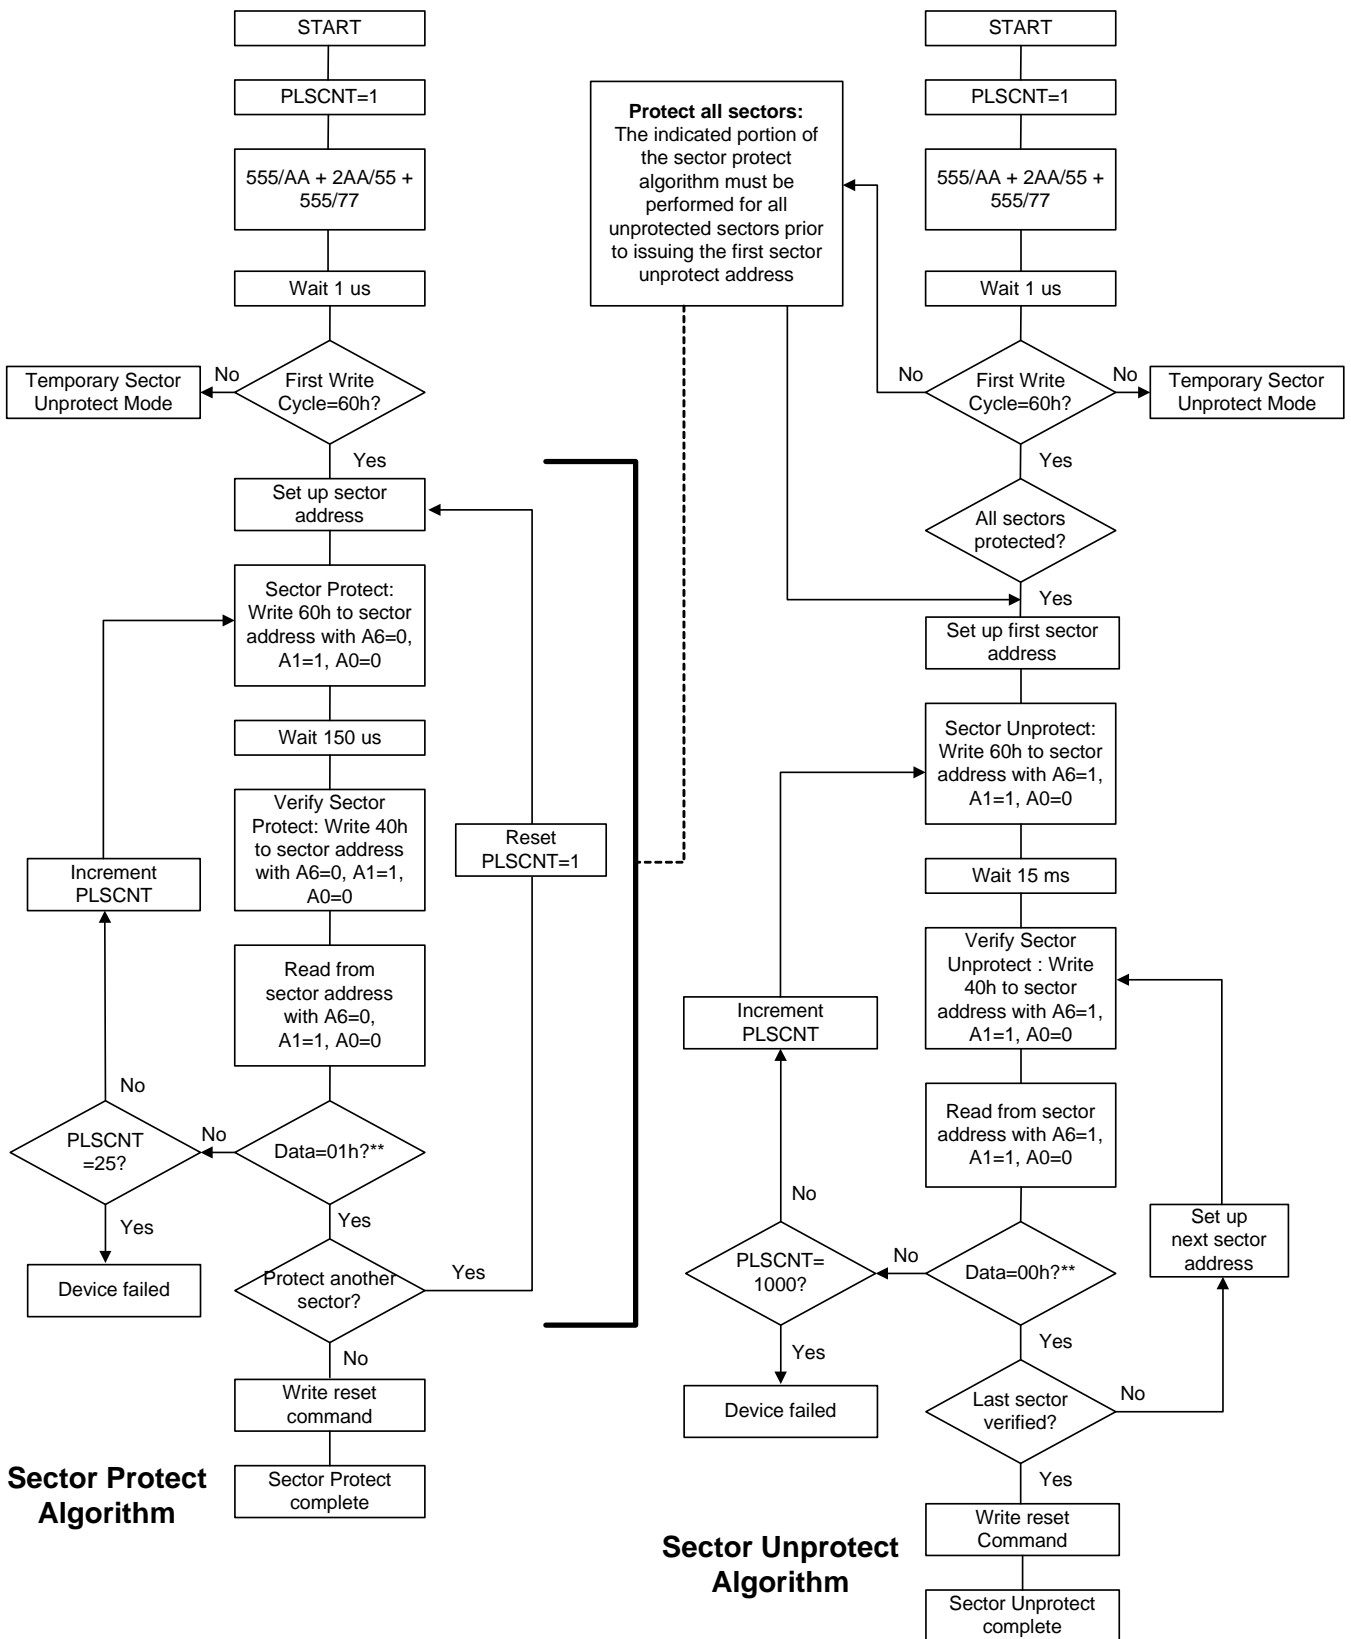 START
PLSCNT=1
555/AA + 2AA/55 +
555/77
Wait 1 us
First Write
Cycle=60h?
No
Temporary Sector
Unprotect Mode
Yes
Set up sector
address
Sector Protect:
Write 60h to sector
address with A6=0,
A1=1, A0=0
Wait 150 us
Verify Sector
Protect: Write 40h
to sector address
with A6=0, A1=1,
A0=0
Reset
PLSCNT=1
Increment
PLSCNT
Read from
sector address
with A6=0,
A1=1, A0=0
No
PLSCNT
=25?
No
Data=01h?**
Yes
Yes
Device failed
Protect another
sector?
Yes
No
Write reset
command
Sector Protect
complete
Sector Protect
Algorithm
Protect all sectors:
The indicated portion of
the sector protect
algorithm must be
performed for all
unprotected sectors prior
to issuing the first sector
unprotect address
START
PLSCNT=1
555/AA + 2AA/55 +
555/77
Wait 1 us
No
First Write
Cycle=60h?
No
Temporary Sector
Unprotect Mode
Yes
All sectors
protected?
Yes
Set up first sector
address
Sector Unprotect:
Write 60h to sector
address with A6=1,
A1=1, A0=0
Wait 15 ms
Verify Sector
Unprotect : Write
40h to sector
address with A6=1,
A1=1, A0=0
Increment
PLSCNT
Read from sector
address with A6=1,
A1=1, A0=0
No
PLSCNT=
1000?
No
Data=00h?**
Set up
next sector
address
Yes
Yes
Device failed
Last sector
verified?
No
Yes
Write reset
Command
Sector Unprotect
complete
Sector Unprotect
Algorithm